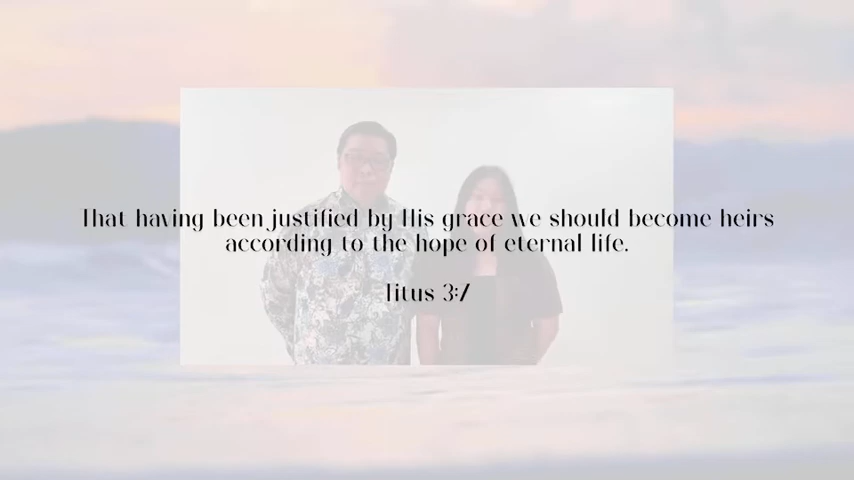 That having been justified by His grace we should become heirs
according to the hope of eternal life.
Titus 3:7